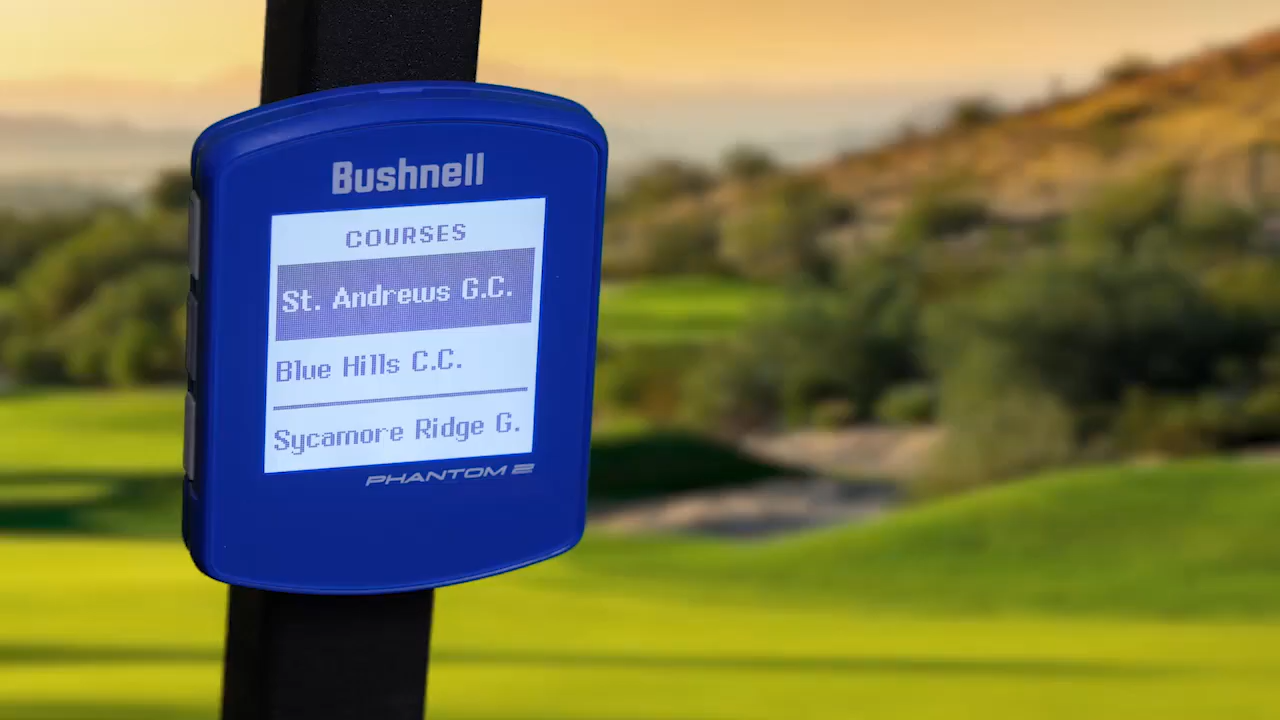 Bushnell
COURSES
St. Andrews G.C.
Blue Hills C.C.
Sycamore Ridge G.
PHANTOM 2